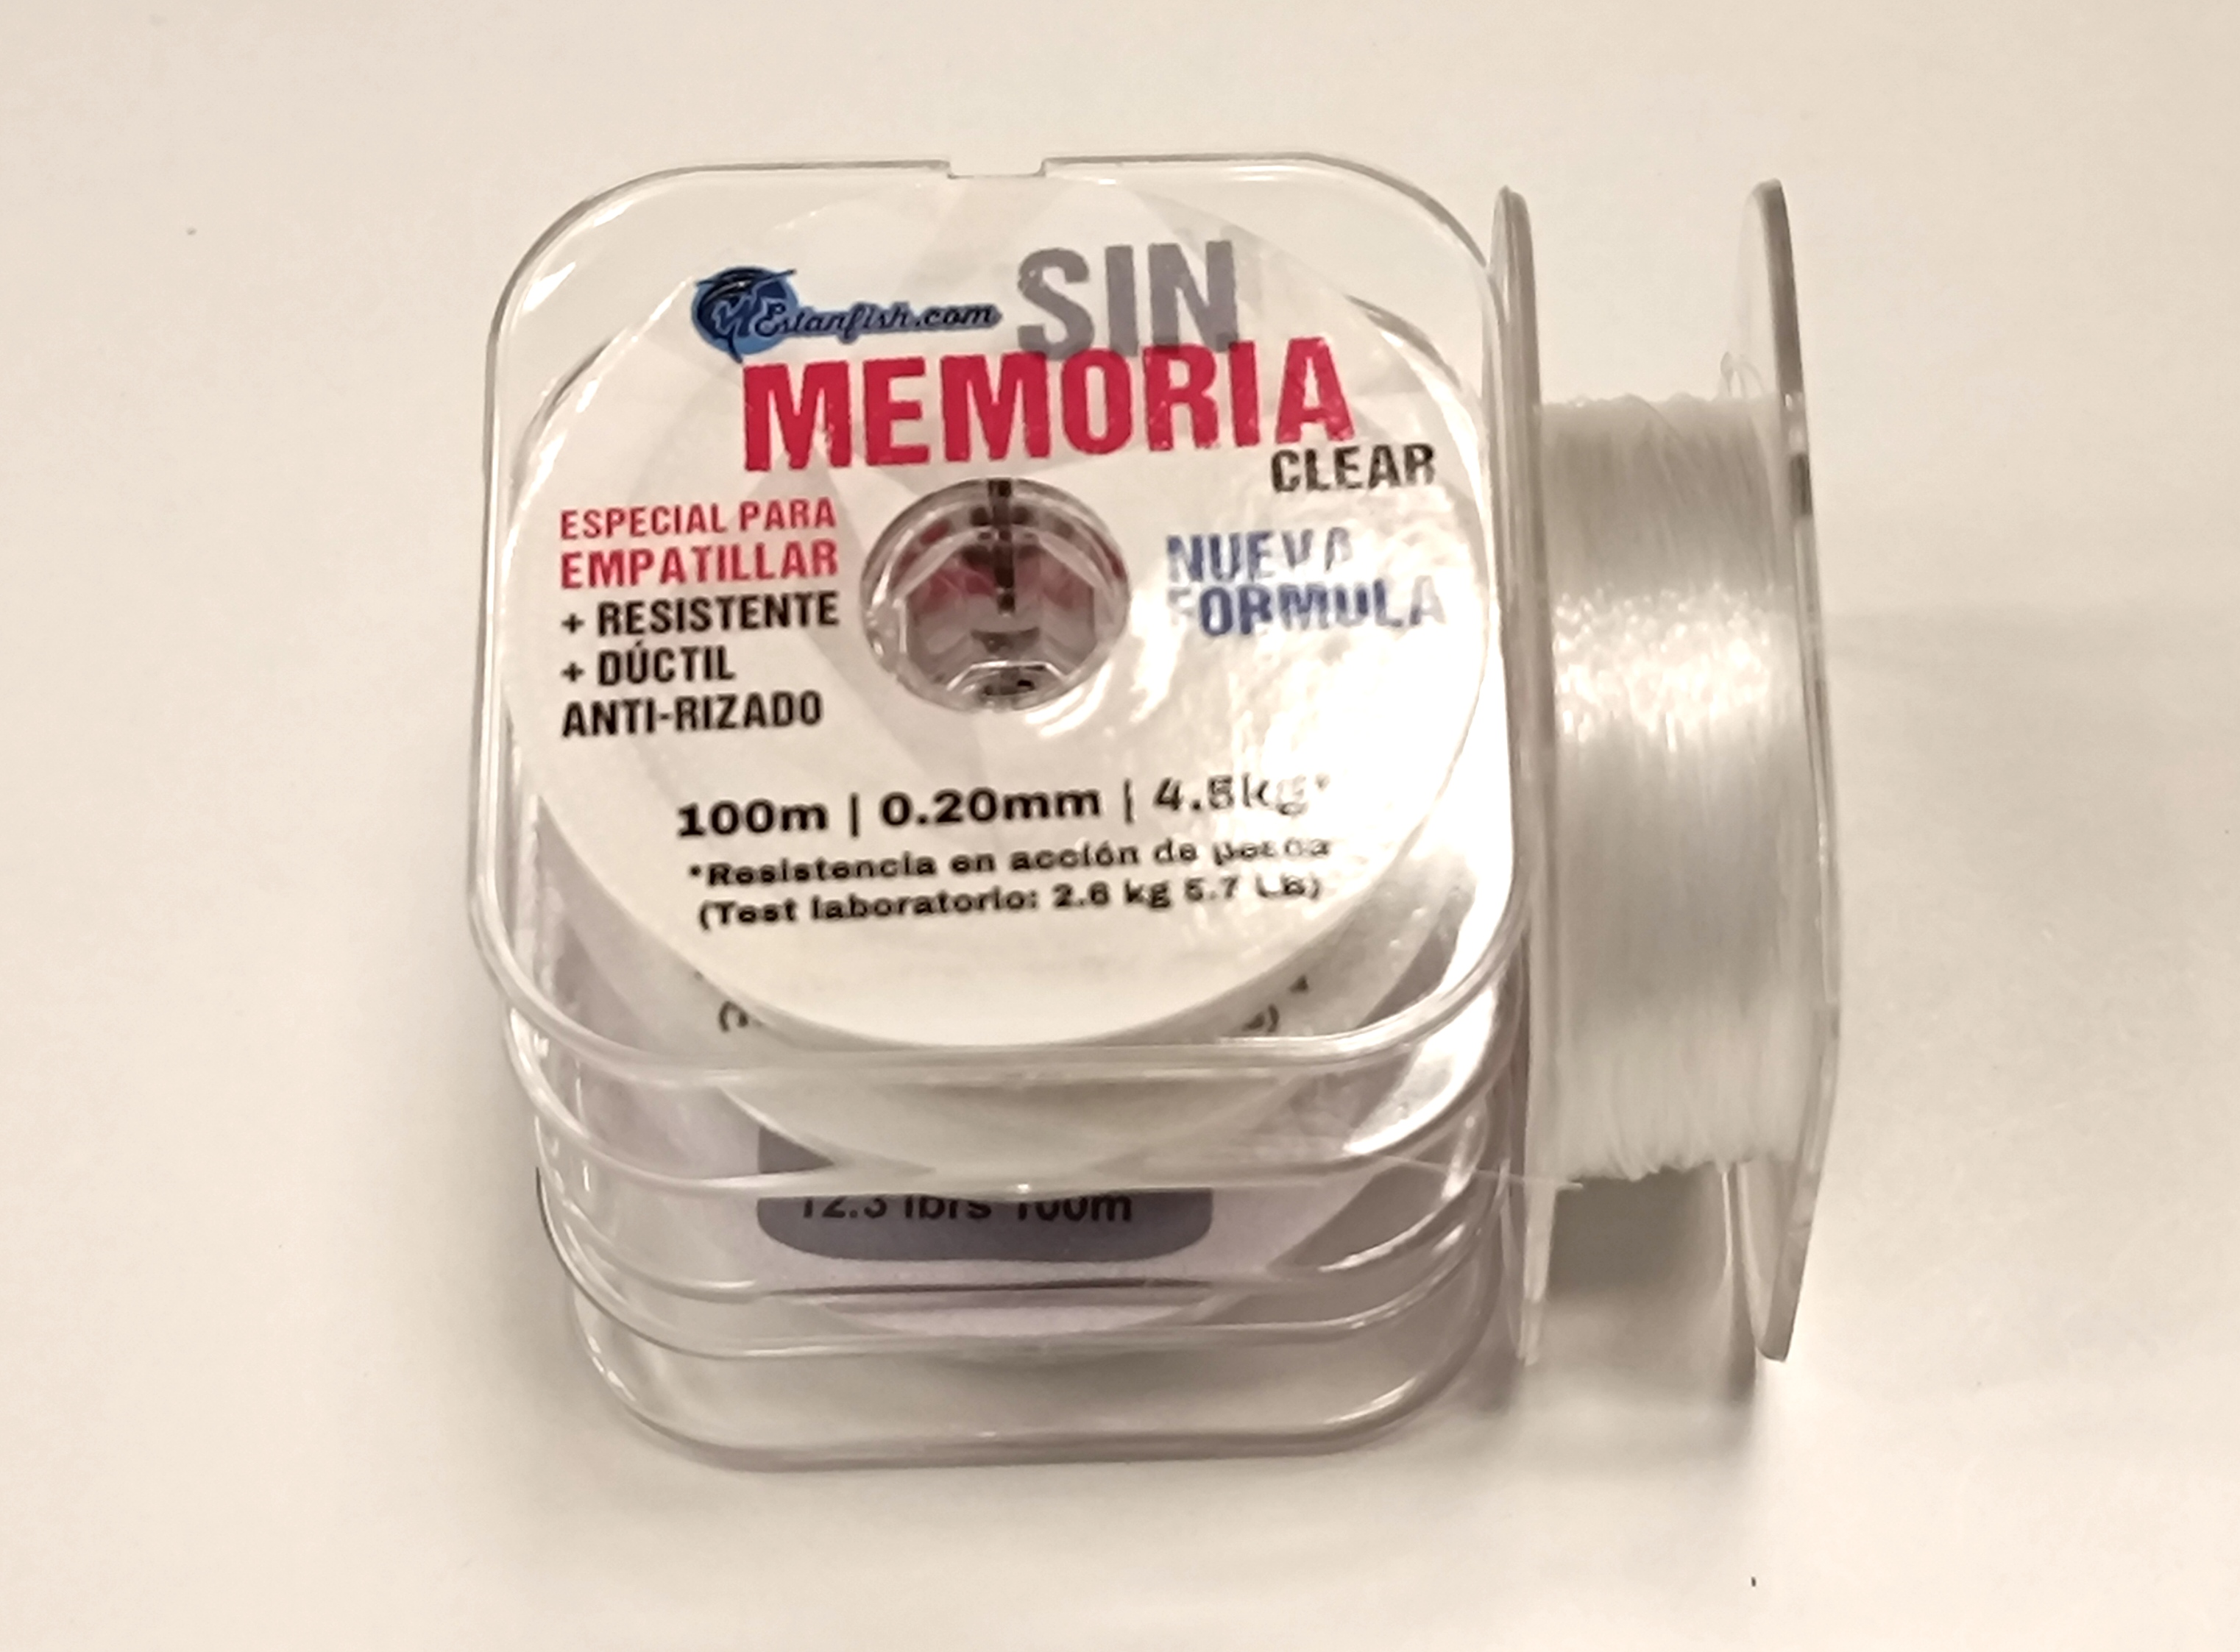 Estanfish.com SIN
MEMORIA
CLEAR
ESPECIAL PARA
EMPATILLAR
+ RESISTENTE
+ DÚCTIL
ANTI-RIZADO
NUEVA
FORMULA
100m | 0.20mm | 4.5kg*
*Resistencia en acción de pesca
(Test laboratorio: 2.6 kg 5.7 Lb)
12.3 lbrs 100m